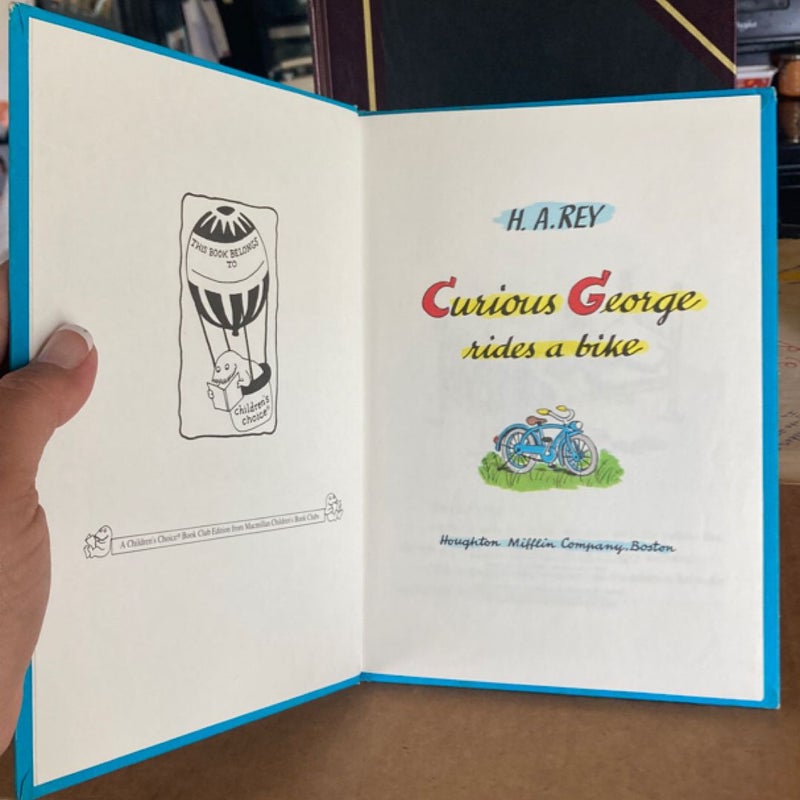 THIS BOOK BELONGS
TO
children's
choice®
A Children's Choice® Book Club Edition from Macmillan Children's Book Clubs
H. A. REY
Curious George
rides a bike
Houghton Mifflin Company, Boston